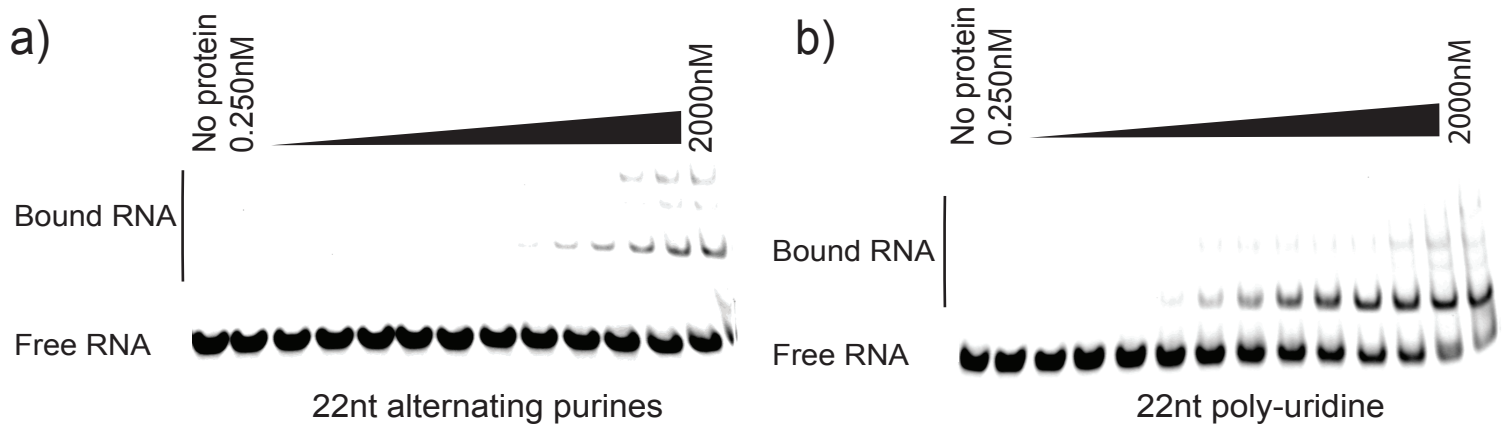 a)
No protein
0.250nM
2000nM
Bound RNA
Free RNA
22nt alternating purines
b)
No protein
0.250nM
2000nM
Bound RNA
Free RNA
22nt poly-uridine